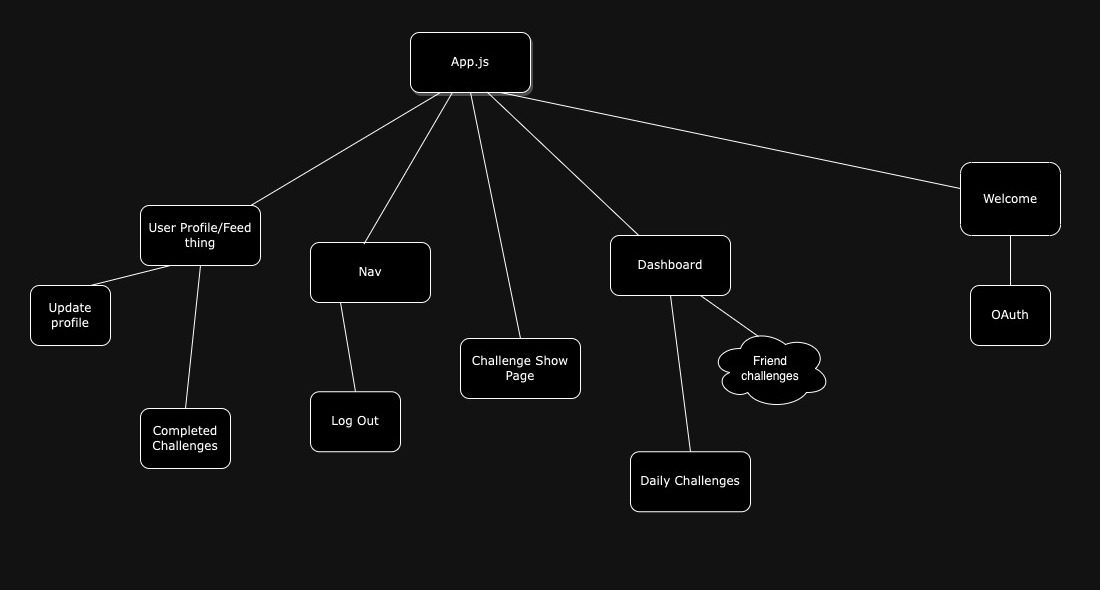 App.js
Welcome
User Profile/Feed
thing
Nav
Dashboard
Update
profile
OAuth
Challenge Show
Page
Friend
challenges
Completed
Challenges
Log Out
Daily Challenges